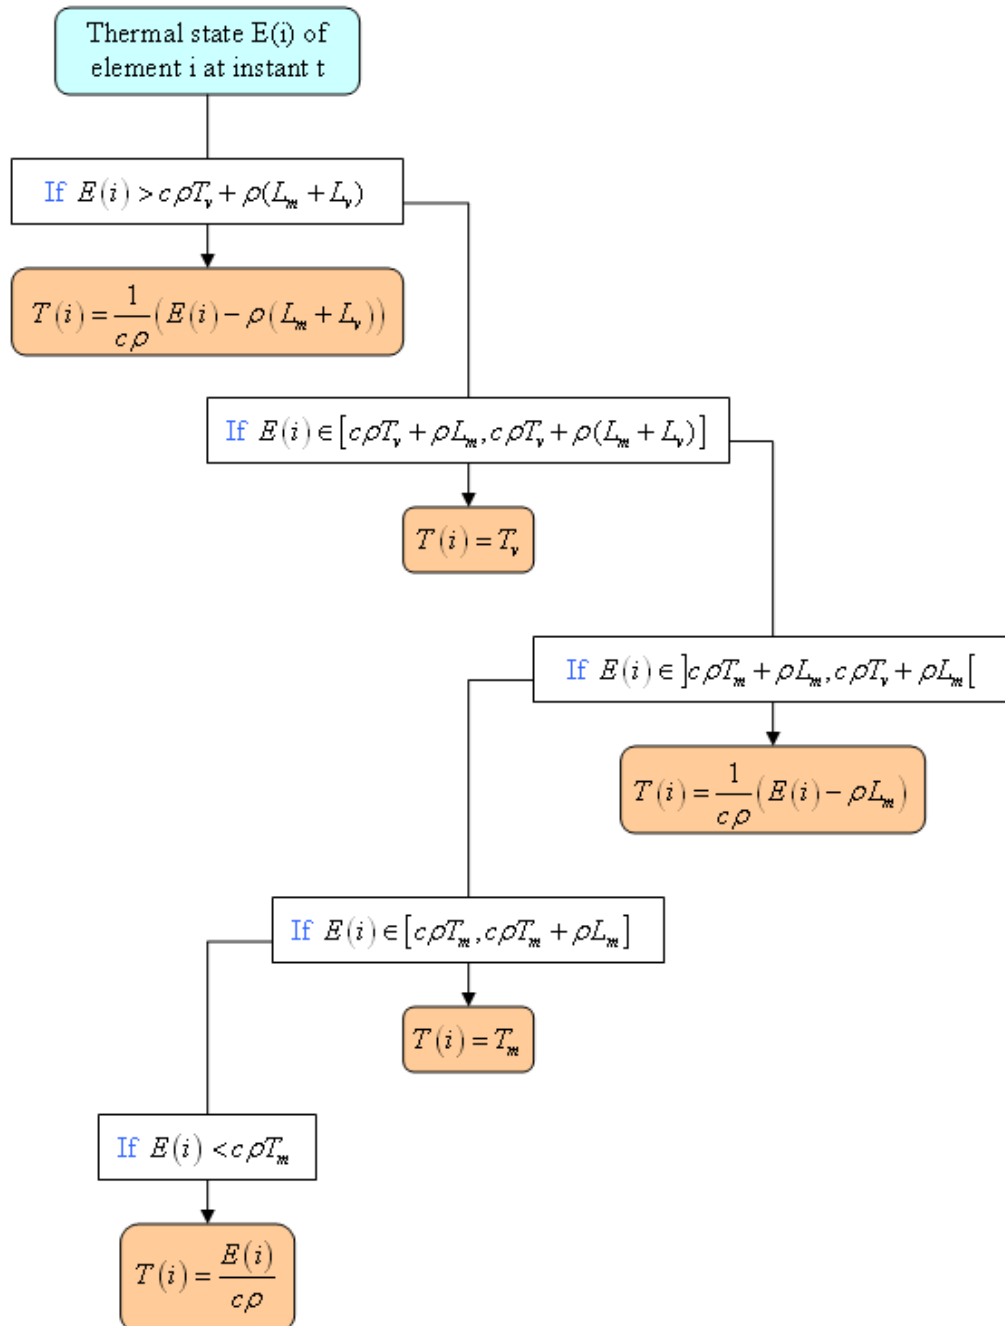 Thermal state E(i) of
element i at instant t
If E(i) > cρT_v + ρ(L_m + L_v)
T(i) = 1/cρ (E(i) − ρ(L_m + L_v))
If E(i) ∈ [cρT_v + ρL_m, cρT_v + ρ(L_m + L_v)]
T(i) = T_v
If E(i) ∈ ]cρT_m + ρL_m, cρT_v + ρL_m[
T(i) = 1/cρ (E(i) − ρL_m)
If E(i) ∈ [cρT_m, cρT_m + ρL_m]
T(i) = T_m
If E(i) < cρT_m
T(i) = E(i)/cρ